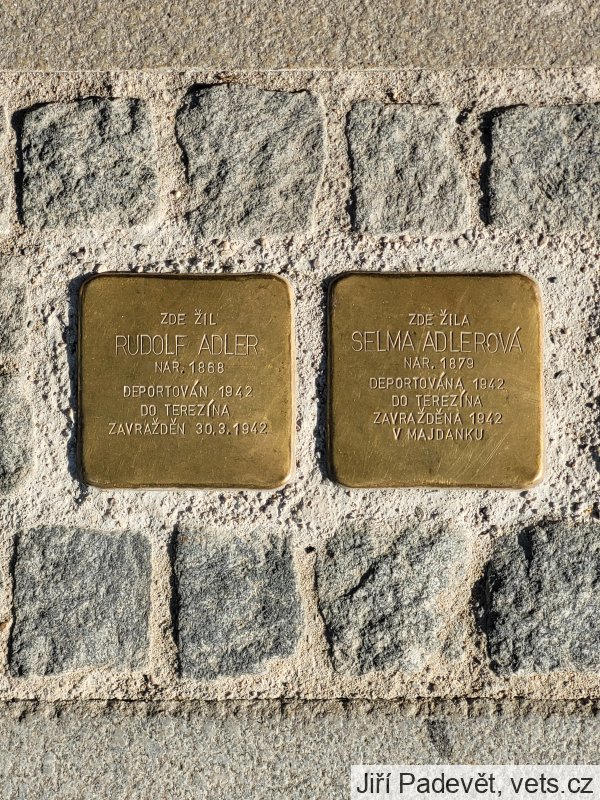 ZDE ŽIL
RUDOLF ADLER
NAR. 1868
DEPORTOVÁN 1942
DO TEREZÍNA
ZAVRAŽDĚN 30.3.1942
ZDE ŽILA
SELMA ADLEROVÁ
NAR. 1879
DEPORTOVÁNA 1942
DO TEREZÍNA
ZAVRAŽDĚNA 1942
V MAJDANKU
Jiří Padevět, vets.cz